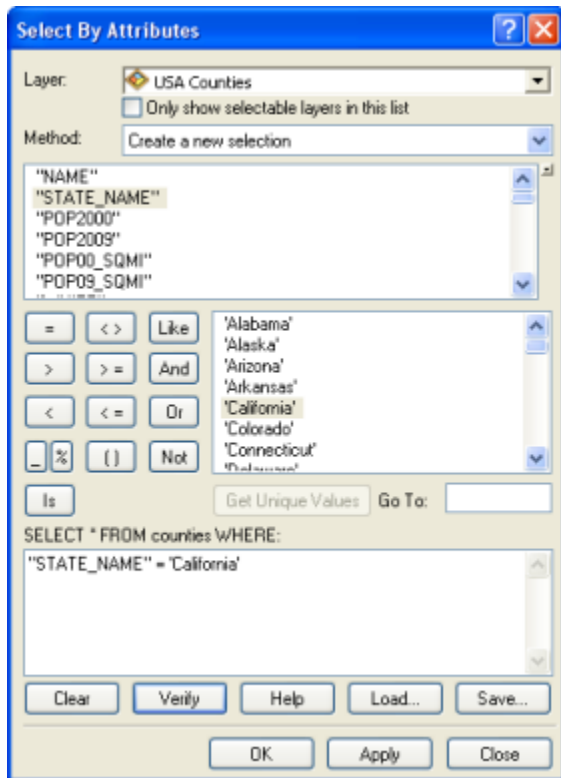 Select By Attributes
Layer: USA Counties
Only show selectable layers in this list
Method: Create a new selection
"NAME"
"STATE_NAME"
"POP2000"
"POP2009"
"POP00_SQMI"
"POP09_SQMI"
= < > Like
> > = And
< < = Or
_ % ( ) Not
Is
'Alabama'
'Alaska'
'Arizona'
'Arkansas'
'California'
'Colorado'
'Connecticut'
'Delaware'
Get Unique Values Go To:
SELECT * FROM counties WHERE:
"STATE_NAME" = 'California'
Clear Verify Help Load... Save...
OK Apply Close